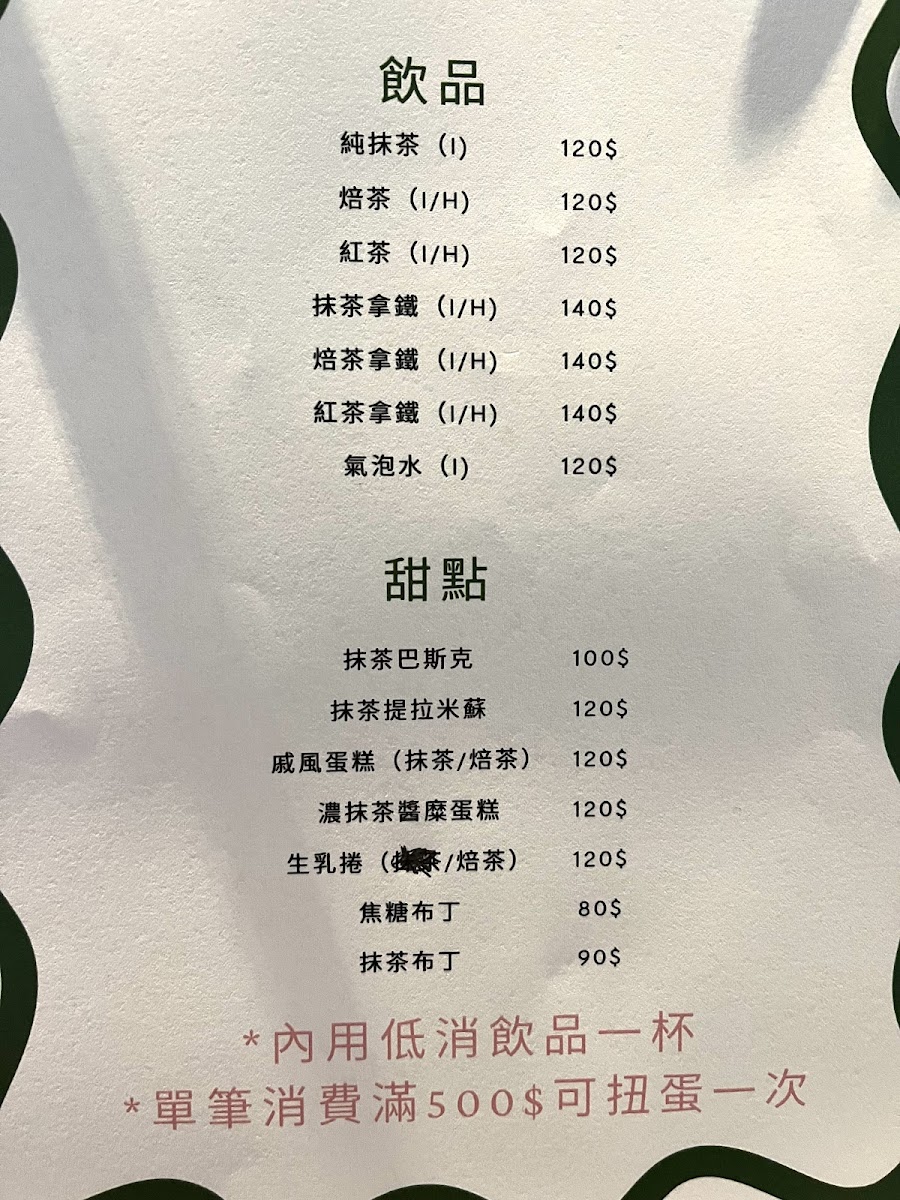 飲品
純抹茶（I） 120$
焙茶（I/H） 120$
紅茶（I/H） 120$
抹茶拿鐵（I/H） 140$
焙茶拿鐵（I/H） 140$
紅茶拿鐵（I/H） 140$
氣泡水（I） 120$
甜點
抹茶巴斯克 100$
抹茶提拉米蘇 120$
戚風蛋糕（抹茶/焙茶） 120$
濃抹茶醬糜蛋糕 120$
生乳捲（/焙茶） 120$
焦糖布丁 80$
抹茶布丁 90$
*內用低消飲品一杯
*單筆消費滿500$可扭蛋一次